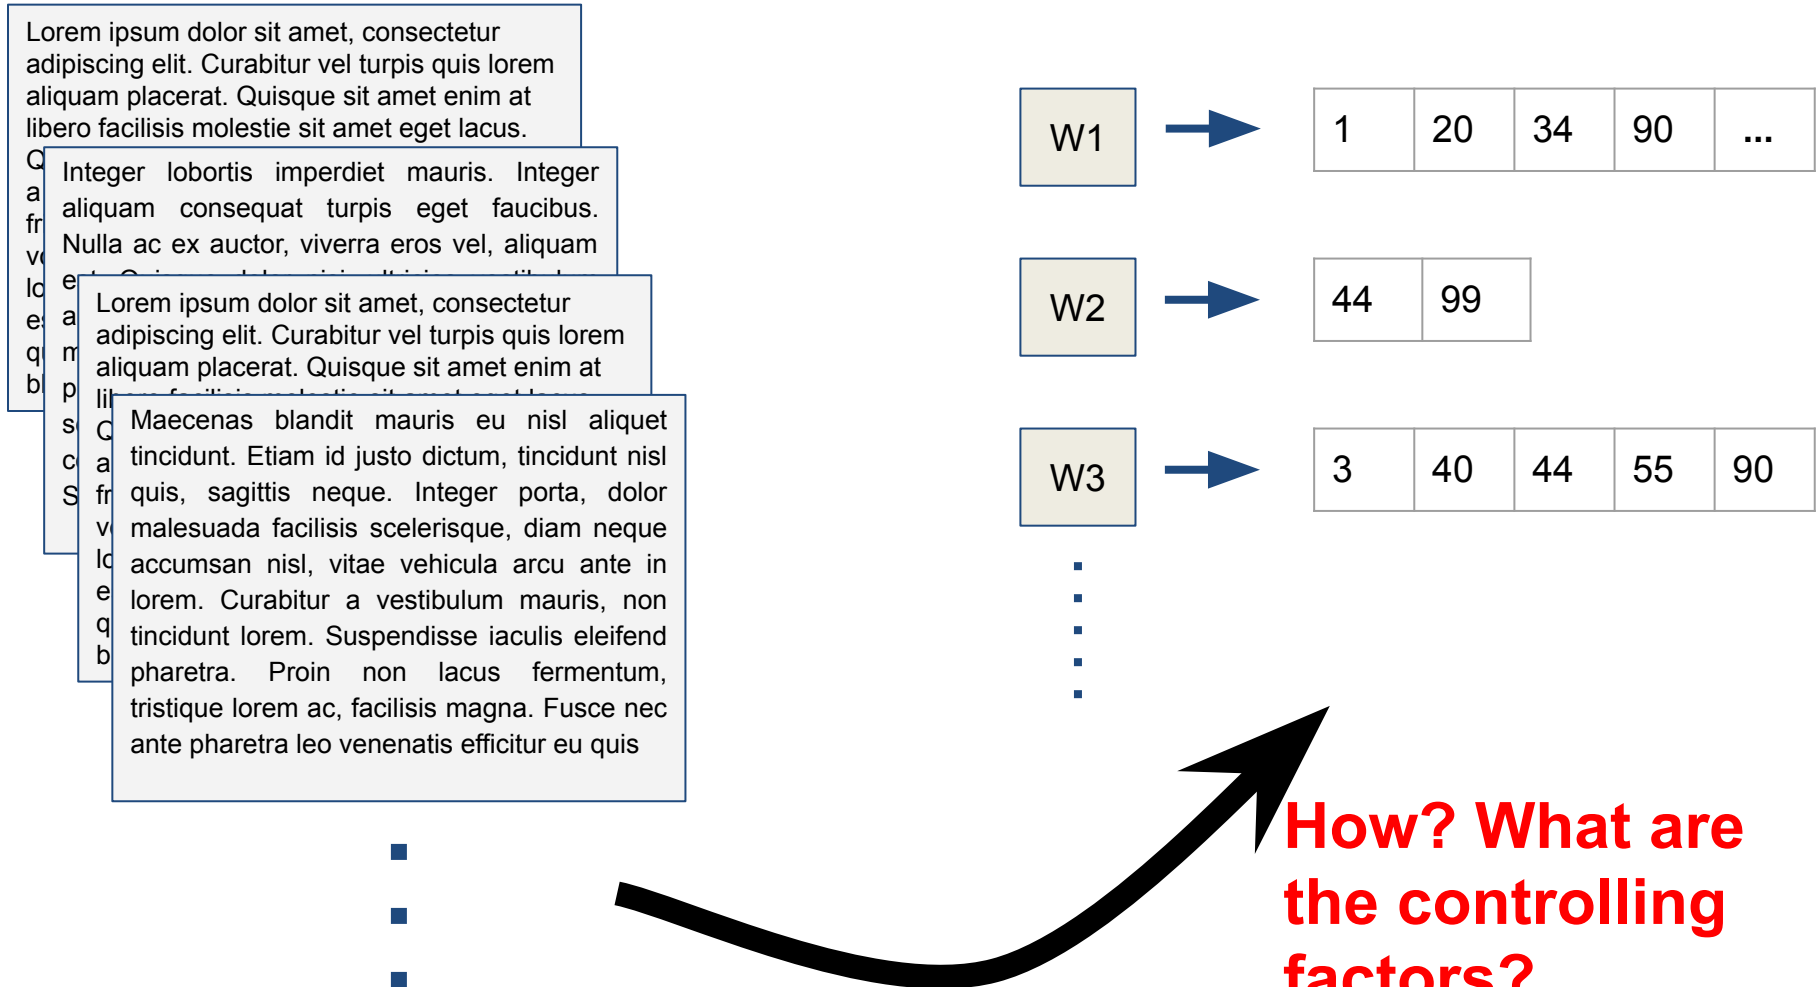 Lorem ipsum dolor sit amet, consectetur
adipiscing elit. Curabitur vel turpis quis lorem
aliquam placerat. Quisque sit amet enim at
libero facilisis molestie sit amet eget lacus.
Integer lobortis imperdiet mauris. Integer
aliquam consequat turpis eget faucibus.
Nulla ac ex auctor, viverra eros vel, aliquam
Lorem ipsum dolor sit amet, consectetur
adipiscing elit. Curabitur vel turpis quis lorem
aliquam placerat. Quisque sit amet enim at
Maecenas blandit mauris eu nisl aliquet
tincidunt. Etiam id justo dictum, tincidunt nisl
quis, sagittis neque. Integer porta, dolor
malesuada facilisis scelerisque, diam neque
accumsan nisl, vitae vehicula arcu ante in
lorem. Curabitur a vestibulum mauris, non
tincidunt lorem. Suspendisse iaculis eleifend
pharetra. Proin non lacus fermentum,
tristique lorem ac, facilisis magna. Fusce nec
ante pharetra leo venenatis efficitur eu quis
W1 1 20 34 90 ...
W2 44 99
W3 3 40 44 55 90
How? What are
the controlling
factors?